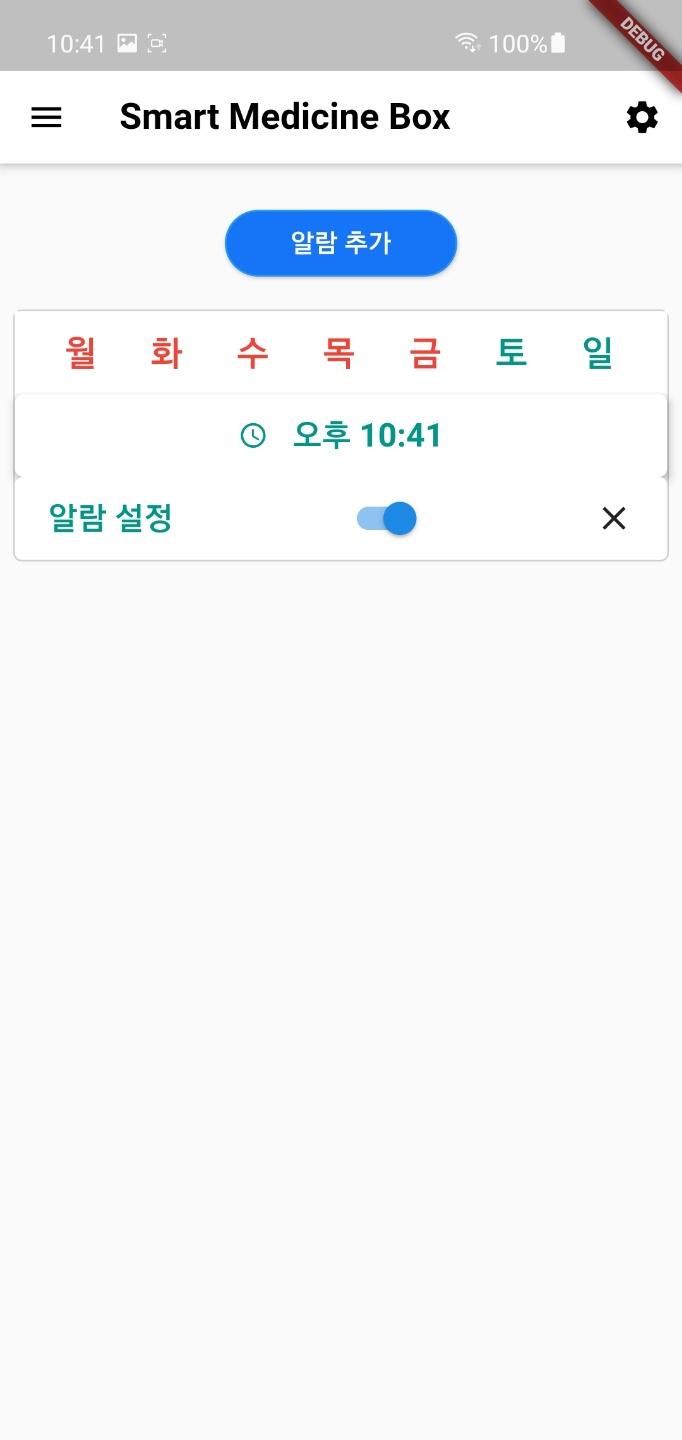 10:41 100%
DEBUG
Smart Medicine Box
알람 추가
월 화 수 목 금 토 일
오후 10:41
알람 설정